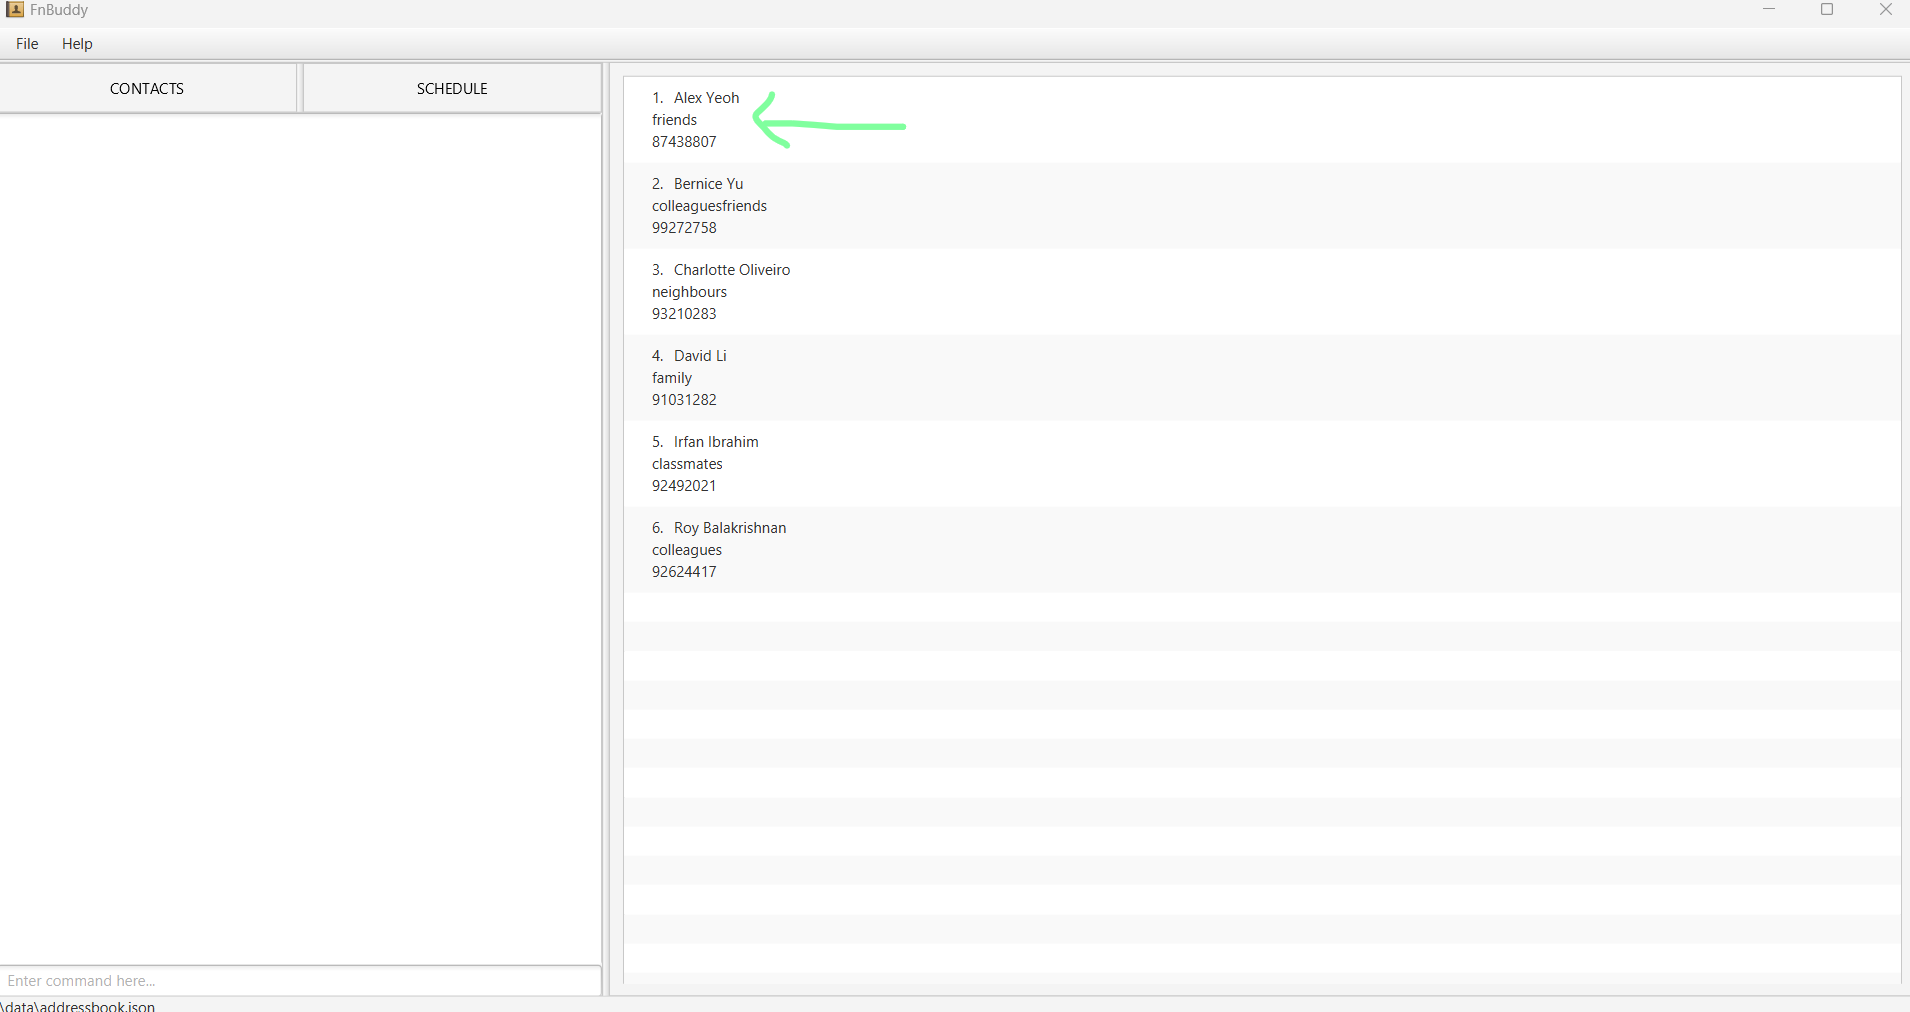 FnBuddy
File Help
CONTACTS SCHEDULE
1. Alex Yeoh
friends
87438807
2. Bernice Yu
colleaguesfriends
99272758
3. Charlotte Oliveiro
neighbours
93210283
4. David Li
family
91031282
5. Irfan Ibrahim
classmates
92492021
6. Roy Balakrishnan
colleagues
92624417
Enter command here...
\data\addressbook.json